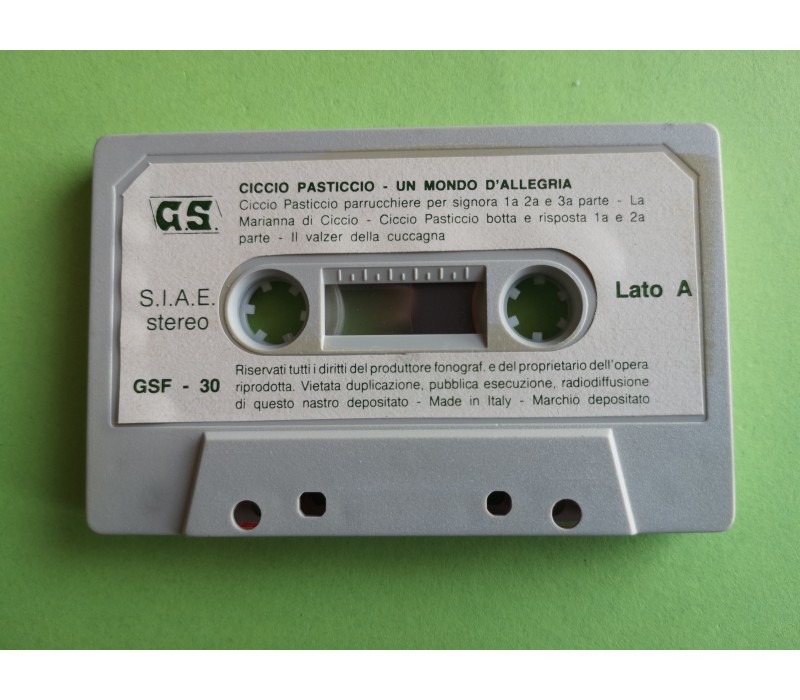 G.S.
CICCIO PASTICCIO - UN MONDO D'ALLEGRIA
Ciccio Pasticcio parrucchiere per signora 1a 2a e 3a parte - La
Marianna di Ciccio - Ciccio Pasticcio botta e risposta 1a e 2a
parte - Il valzer della cuccagna
S.I.A.E.
stereo
Lato A
GSF - 30
Riservati tutti i diritti del produttore fonograf. e del proprietario dell'opera
riprodotta. Vietata duplicazione, pubblica esecuzione, radiodiffusione
di questo nastro depositato - Made in Italy - Marchio depositato